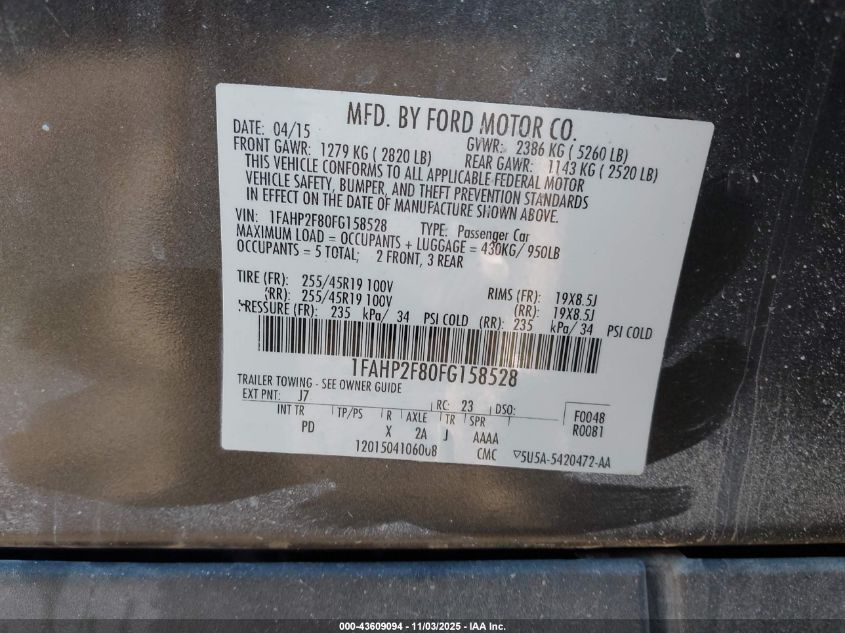 MFD. BY FORD MOTOR CO.
DATE: 04/15 GVWR: 2386 KG ( 5260 LB)
FRONT GAWR: 1279 KG ( 2820 LB) REAR GAWR: 1143 KG ( 2520 LB)
THIS VEHICLE CONFORMS TO ALL APPLICABLE FEDERAL MOTOR
VEHICLE SAFETY, BUMPER, AND THEFT PREVENTION STANDARDS
IN EFFECT ON THE DATE OF MANUFACTURE SHOWN ABOVE.
VIN: 1FAHP2F80FG158528 TYPE: Passenger Car
MAXIMUM LOAD = OCCUPANTS + LUGGAGE = 430KG/ 950LB
OCCUPANTS = 5 TOTAL; 2 FRONT, 3 REAR
TIRE (FR): 255/45R19 100V RIMS (FR): 19X8.5J
(RR): 255/45R19 100V (RR): 19X8.5J
PRESSURE (FR): 235 kPa/ 34 PSI COLD (RR): 235 kPa/ 34 PSI COLD
1FAHP2F80FG158528
TRAILER TOWING - SEE OWNER GUIDE
EXT PNT: J7 RC: 23 DSO: F0048
INT TR TP/PS R AXLE TR SPR R0081
PD X 2A J AAAA
1201504106008 CMC ▽5U5A-5420472-AA
000-43609094 - 11/03/2025 - IAA Inc.